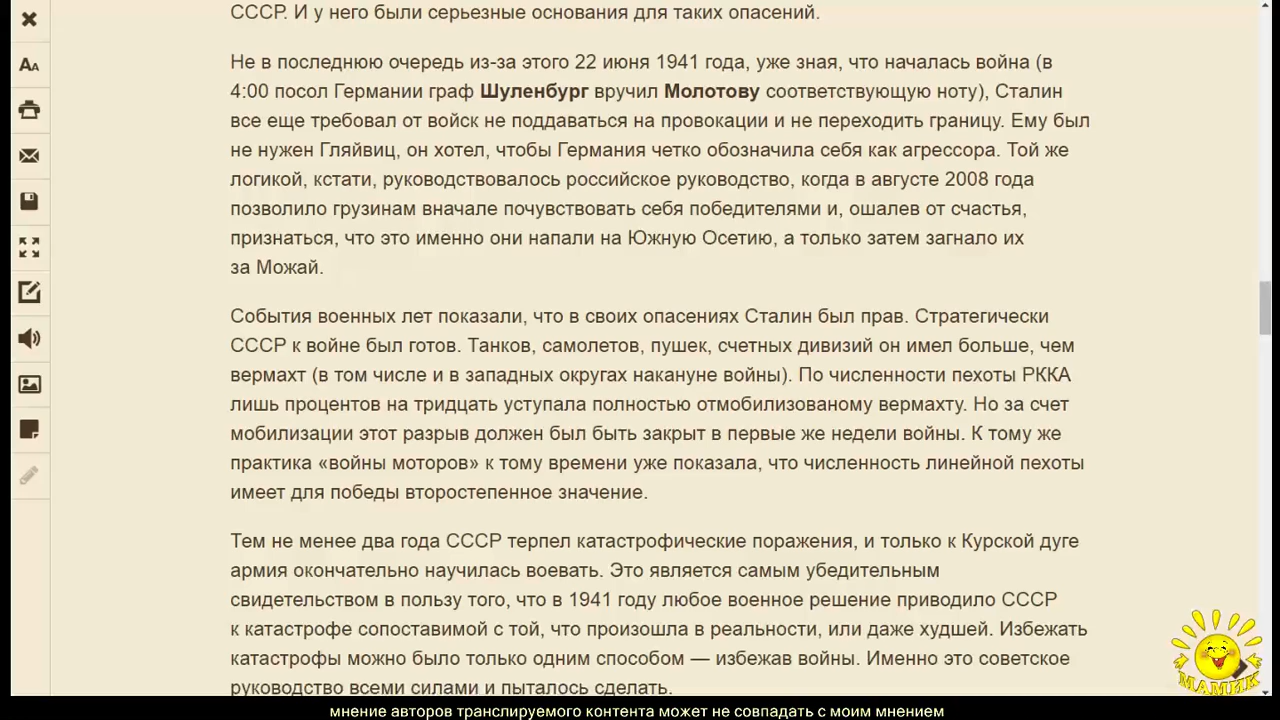 СССР. И у него были серьезные основания для таких опасений.
Не в последнюю очередь из-за этого 22 июня 1941 года, уже зная, что началась война (в
4:00 посол Германии граф Шуленбург вручил Молотову соответствующую ноту), Сталин
все еще требовал от войск не поддаваться на провокации и не переходить границу. Ему был
не нужен Гляйвиц, он хотел, чтобы Германия четко обозначила себя как агрессора. Той же
логикой, кстати, руководствовалось российское руководство, когда в августе 2008 года
позволило грузинам вначале почувствовать себя победителями и, ошалев от счастья,
признаться, что это именно они напали на Южную Осетию, а только затем загнало их
за Можай.
События военных лет показали, что в своих опасениях Сталин был прав. Стратегически
СССР к войне был готов. Танков, самолетов, пушек, счетных дивизий он имел больше, чем
вермахт (в том числе и в западных округах накануне войны). По численности пехоты РККА
лишь процентов на тридцать уступала полностью отмобилизованому вермахту. Но за счет
мобилизации этот разрыв должен был быть закрыт в первые же недели войны. К тому же
практика «войны моторов» к тому времени уже показала, что численность линейной пехоты
имеет для победы второстепенное значение.
Тем не менее два года СССР терпел катастрофические поражения, и только к Курской дуге
армия окончательно научилась воевать. Это является самым убедительным
свидетельством в пользу того, что в 1941 году любое военное решение приводило СССР
к катастрофе сопоставимой с той, что произошла в реальности, или даже худшей. Избежать
катастрофы можно было только одним способом — избежав войны. Именно это советское
руководство всеми силами и пыталось сделать.
МАМИК
мнение авторов транслируемого контента может не совпадать с моим мнением